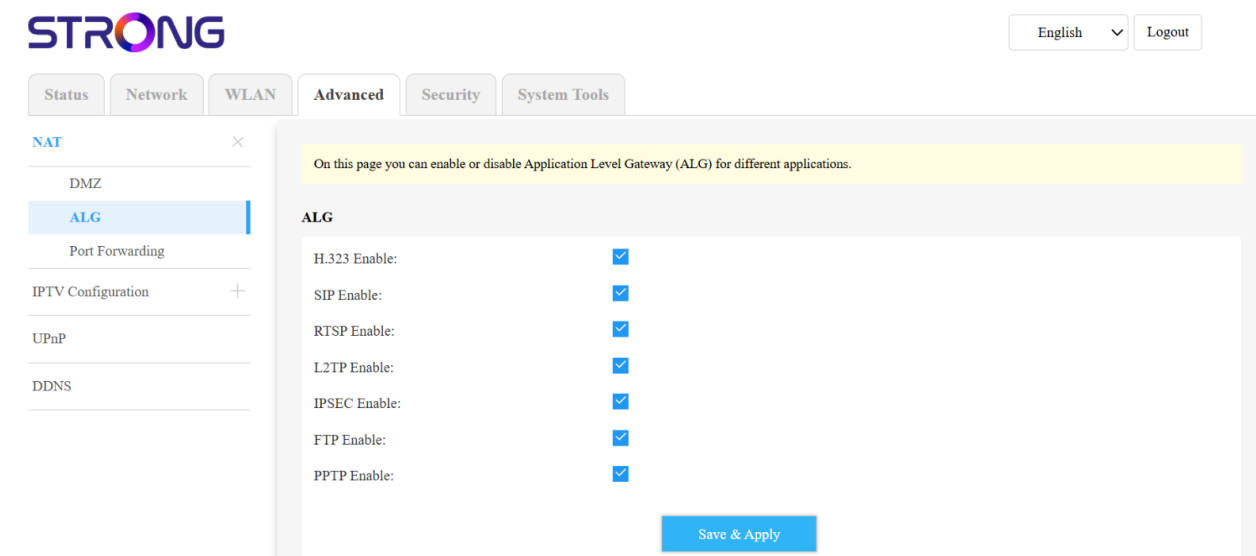 STRONG
English
Logout
Status
Network
WLAN
Advanced
Security
System Tools
NAT
DMZ
ALG
Port Forwarding
IPTV Configuration
UPnP
DDNS
On this page you can enable or disable Application Level Gateway (ALG) for different applications.
ALG
H.323 Enable:
SIP Enable:
RTSP Enable:
L2TP Enable:
IPSEC Enable:
FTP Enable:
PPTP Enable:
Save & Apply